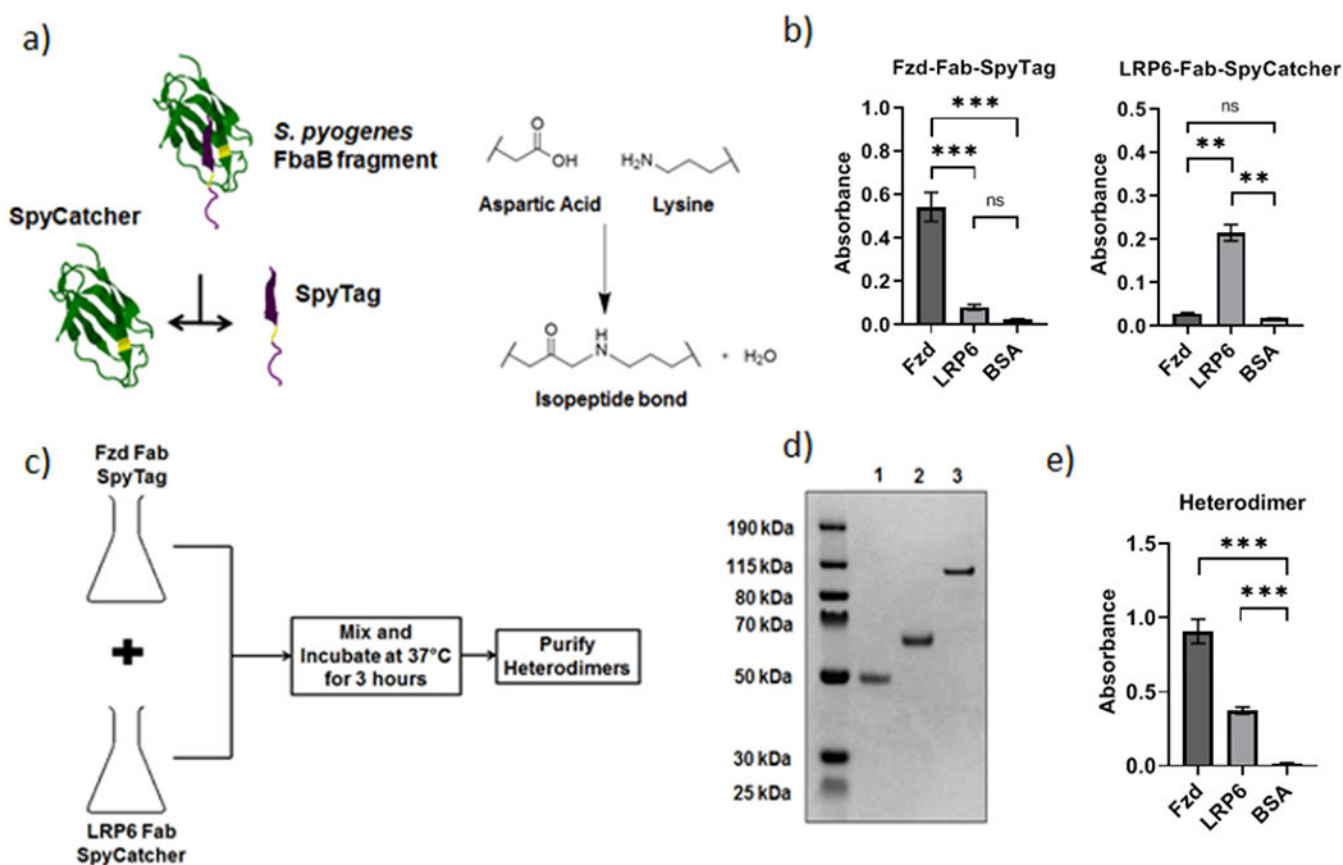 a)
S. pyogenes
FbaB fragment
SpyCatcher
SpyTag
OH
H₂N
Aspartic Acid
Lysine
O
H
N
+ H₂O
Isopeptide bond
b)
Fzd-Fab-SpyTag
Absorbance
1.0
0.8
0.6
0.4
0.2
0.0
***
***
ns
Fzd
LRP6
BSA
LRP6-Fab-SpyCatcher
Absorbance
0.5
0.4
0.3
0.2
0.1
0.0
ns
**
**
Fzd
LRP6
BSA
c)
Fzd Fab
SpyTag
+
LRP6 Fab
SpyCatcher
Mix and
Incubate at 37°C
for 3 hours
Purify
Heterodimers
d)
1 2 3
190 kDa
115 kDa
80 kDa
70 kDa
50 kDa
30 kDa
25 kDa
e)
Heterodimer
Absorbance
1.5
1.0
0.5
0.0
***
***
Fzd
LRP6
BSA